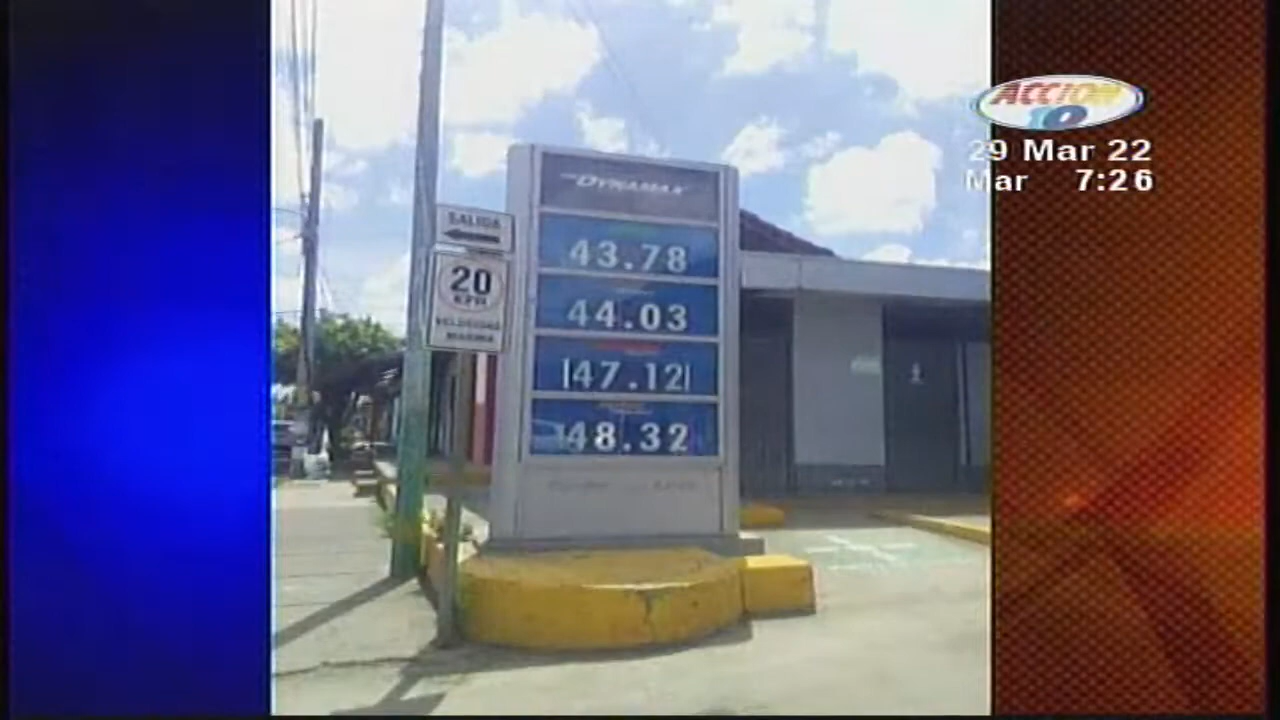 ACCION
10
29 Mar 22
Mar 7:26
DYNAMAX
SALIDA
20
KPH
VELOCIDAD
MAXIMA
43.78
44.03
47.12
48.32